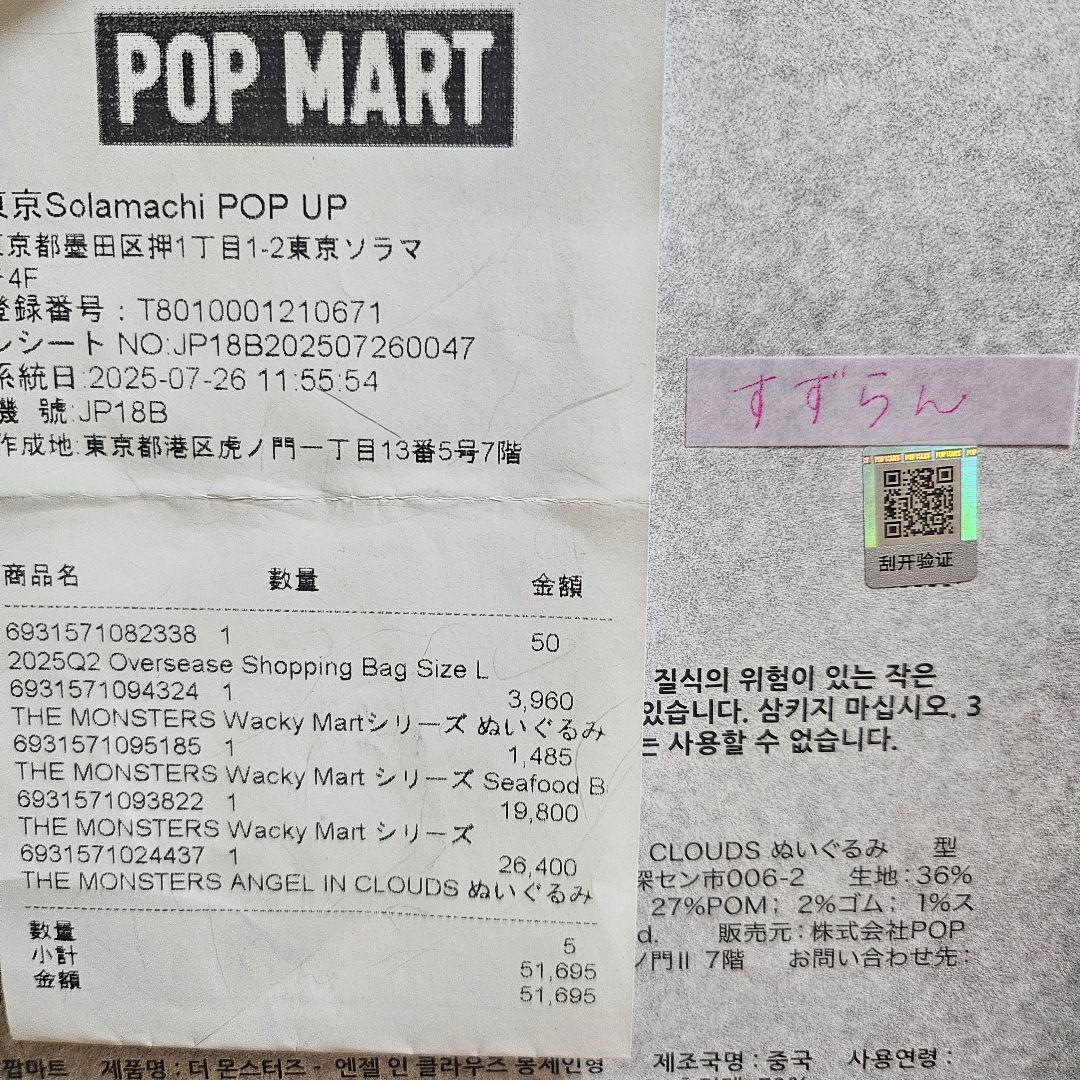 POP MART
東京Solamachi POP UP
京都墨田区押1丁目1-2東京ソラマ
4F
登録番号：T8010001210671
レシート NO:JP18B202507260047
系統日:2025-07-26 11:55:54
機 號:JP18B
作成地:東京都港区虎ノ門一丁目13番5号7階
商品名 數量 金額
6931571082338 1 50
2025Q2 Oversease Shopping Bag Size L
6931571094324 1 3,960
THE MONSTERS Wacky Martシリーズ ぬいぐるみ
6931571095185 1 1,485
THE MONSTERS Wacky Mart シリーズ Seafood B
6931571093822 1 19,800
THE MONSTERS Wacky Mart シリーズ
6931571024437 1 26,400
THE MONSTERS ANGEL IN CLOUDS ぬいぐるみ
數量 5
小計 51,695
金額 51,695
すずらん
POP MART POP MART POP MART POP
刮开验证
질식의 위험이 있는 작은
있습니다. 삼키지 마십시오. 3
는 사용할 수 없습니다.
CLOUDS ぬいぐるみ 型
深セン市006-2 生地：36%
27%POM；2%ゴム；1%ス
d. 販売元：株式会社POP
ノ門II 7階 お問い合わせ先：
팝마트 제품명 : 더 몬스터즈 - 엔젤 인 클라우즈 봉제인형 제조국명 : 중국 사용연령 :